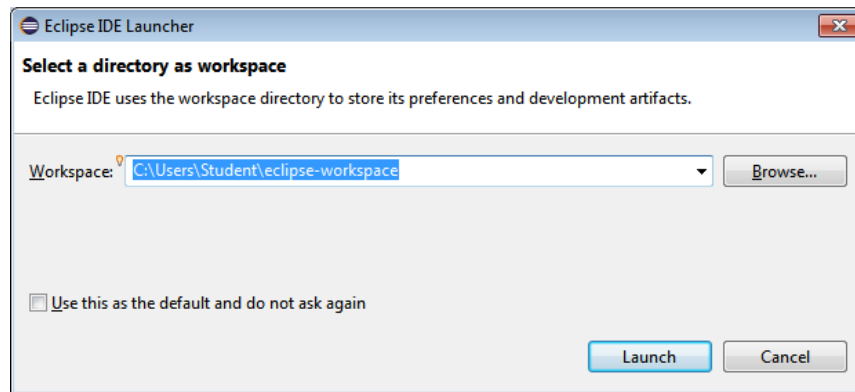 Eclipse IDE Launcher
Select a directory as workspace
Eclipse IDE uses the workspace directory to store its preferences and development artifacts.
Workspace: C:\Users\Student\eclipse-workspace Browse...
Use this as the default and do not ask again
Launch Cancel